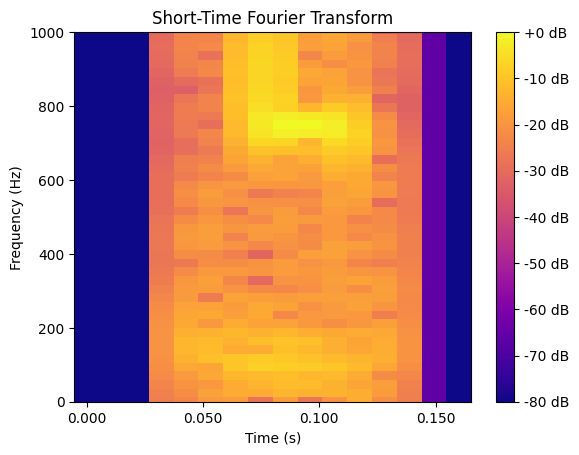 Short-Time Fourier Transform
1000
800
600
400
200
0
Frequency (Hz)
0.000
0.050
0.100
0.150
Time (s)
+0 dB
-10 dB
-20 dB
-30 dB
-40 dB
-50 dB
-60 dB
-70 dB
-80 dB